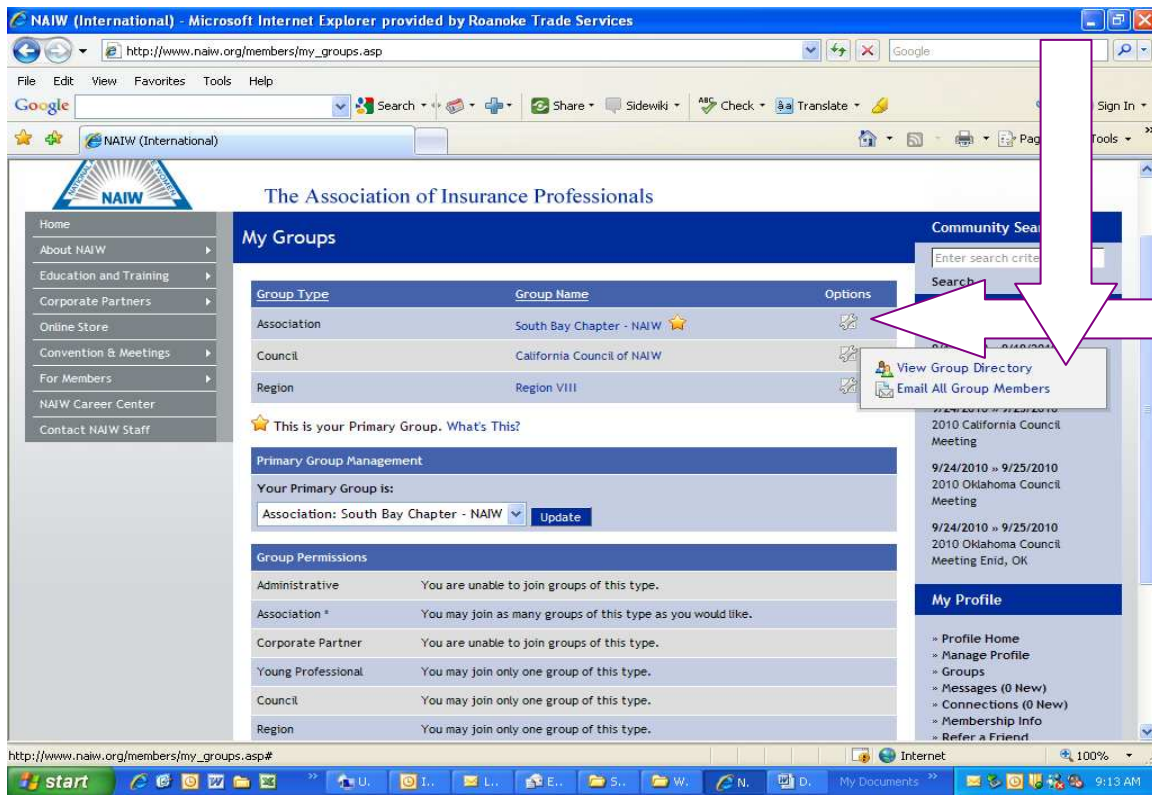 NAIW (International) - Microsoft Internet Explorer provided by Roanoke Trade Services
http://www.naiw.org/members/my_groups.asp
Google
File Edit View Favorites Tools Help
Google Search Share Sidewiki Check Translate Sign In
NAIW (International) Tools
NAIW
The Association of Insurance Professionals
Home
About NAIW
Education and Training
Corporate Partners
Online Store
Convention & Meetings
For Members
NAIW Career Center
Contact NAIW Staff
My Groups
Group Type Group Name Options
Association South Bay Chapter - NAIW
Council California Council of NAIW
Region Region VIII
View Group Directory
Email All Group Members
This is your Primary Group. What's This?
Primary Group Management
Your Primary Group is:
Association: South Bay Chapter - NAIW Update
Group Permissions
Administrative You are unable to join groups of this type.
Association * You may join as many groups of this type as you would like.
Corporate Partner You are unable to join groups of this type.
Young Professional You may join only one group of this type.
Council You may join only one group of this type.
Region You may join only one group of this type.
Community
Enter search
Search
2010 California Council
Meeting
9/24/2010 » 9/25/2010
2010 Oklahoma Council
Meeting
9/24/2010 » 9/25/2010
2010 Oklahoma Council
Meeting Enid, OK
My Profile
» Profile Home
» Manage Profile
» Groups
» Messages (0 New)
» Connections (0 New)
» Membership Info
» Refer a Friend
http://www.naiw.org/members/my_groups.asp# Internet 100%
start U. I.. L.. E.. S.. W. N. D. My Documents 9:13 AM